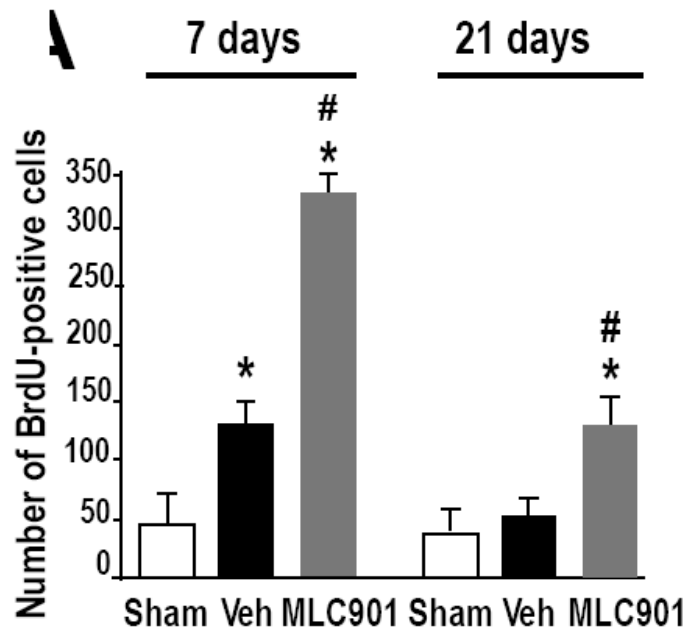 A
7 days
21 days
#
*
*
#
*
Number of BrdU-positive cells
350
300
250
200
150
100
50
0
Sham Veh MLC901 Sham Veh MLC901